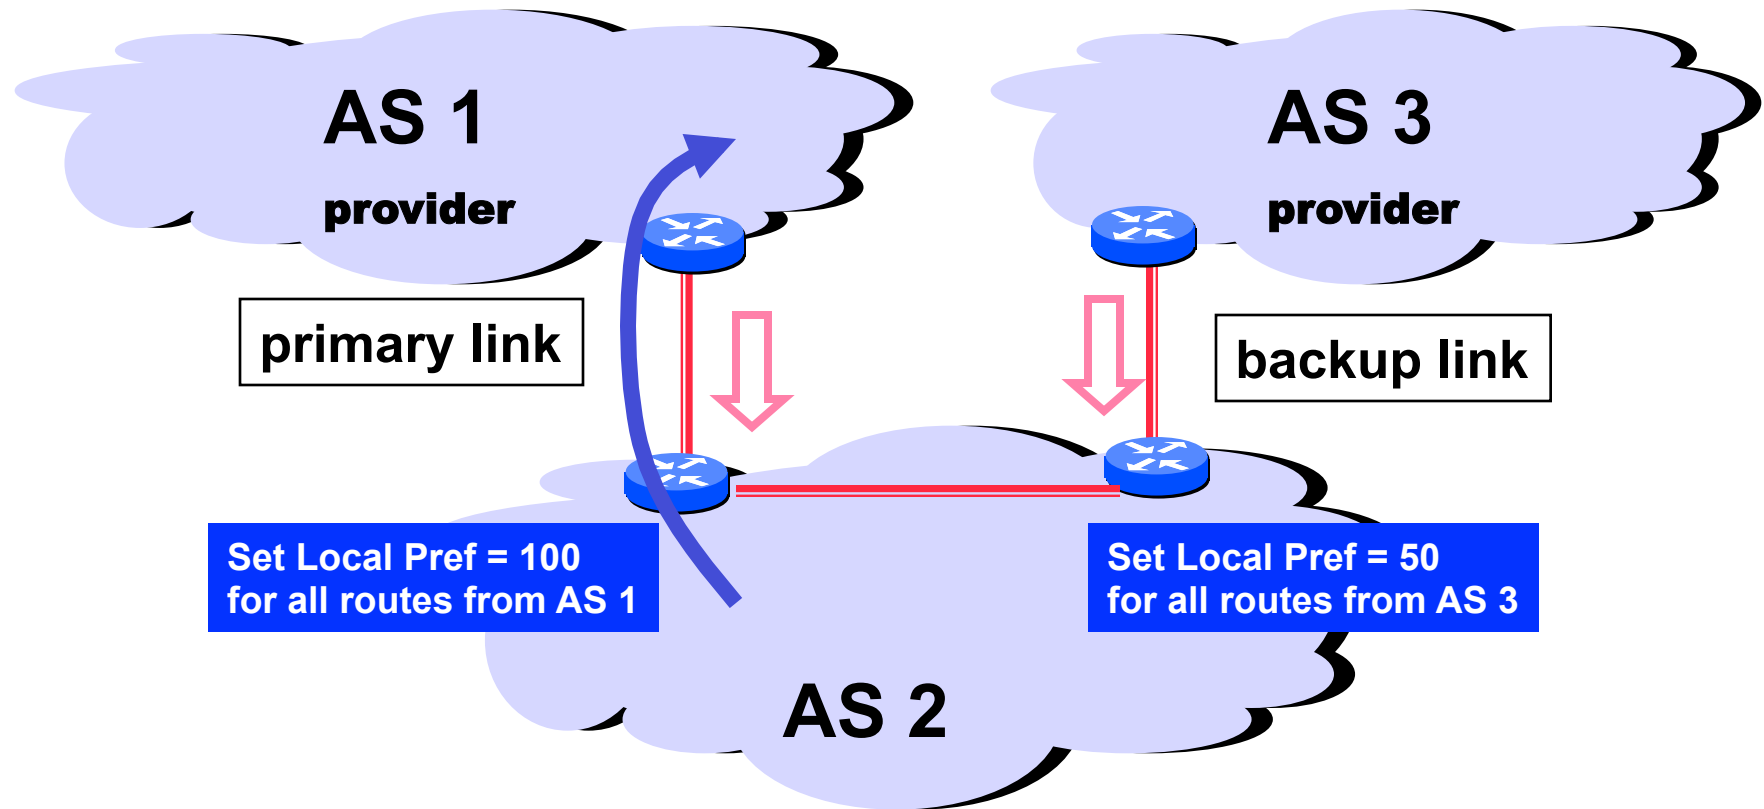 AS 1
provider
AS 3
provider
primary link
backup link
Set Local Pref = 100
for all routes from AS 1
Set Local Pref = 50
for all routes from AS 3
AS 2